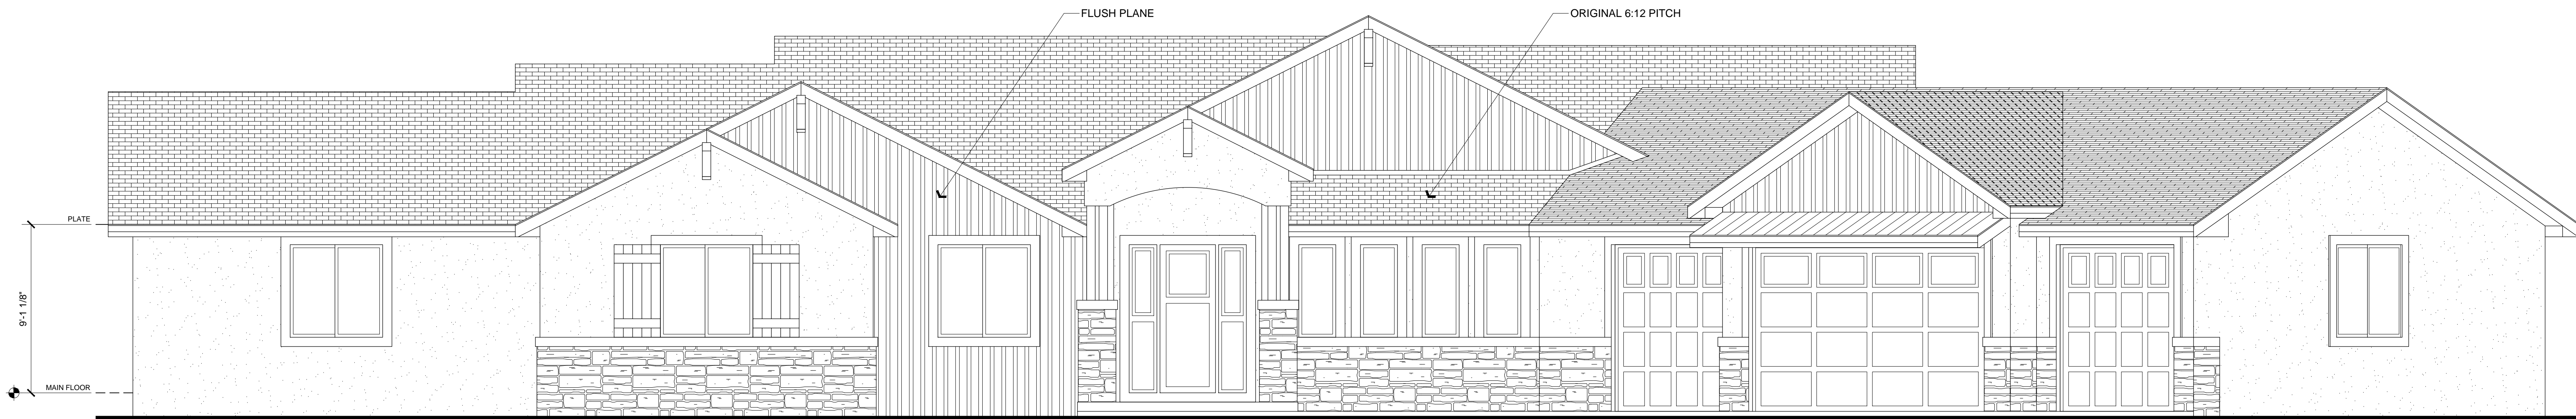 FLUSH PLANE
ORIGINAL 6:12 PITCH
PLATE
9'-1 1/8"
MAIN FLOOR